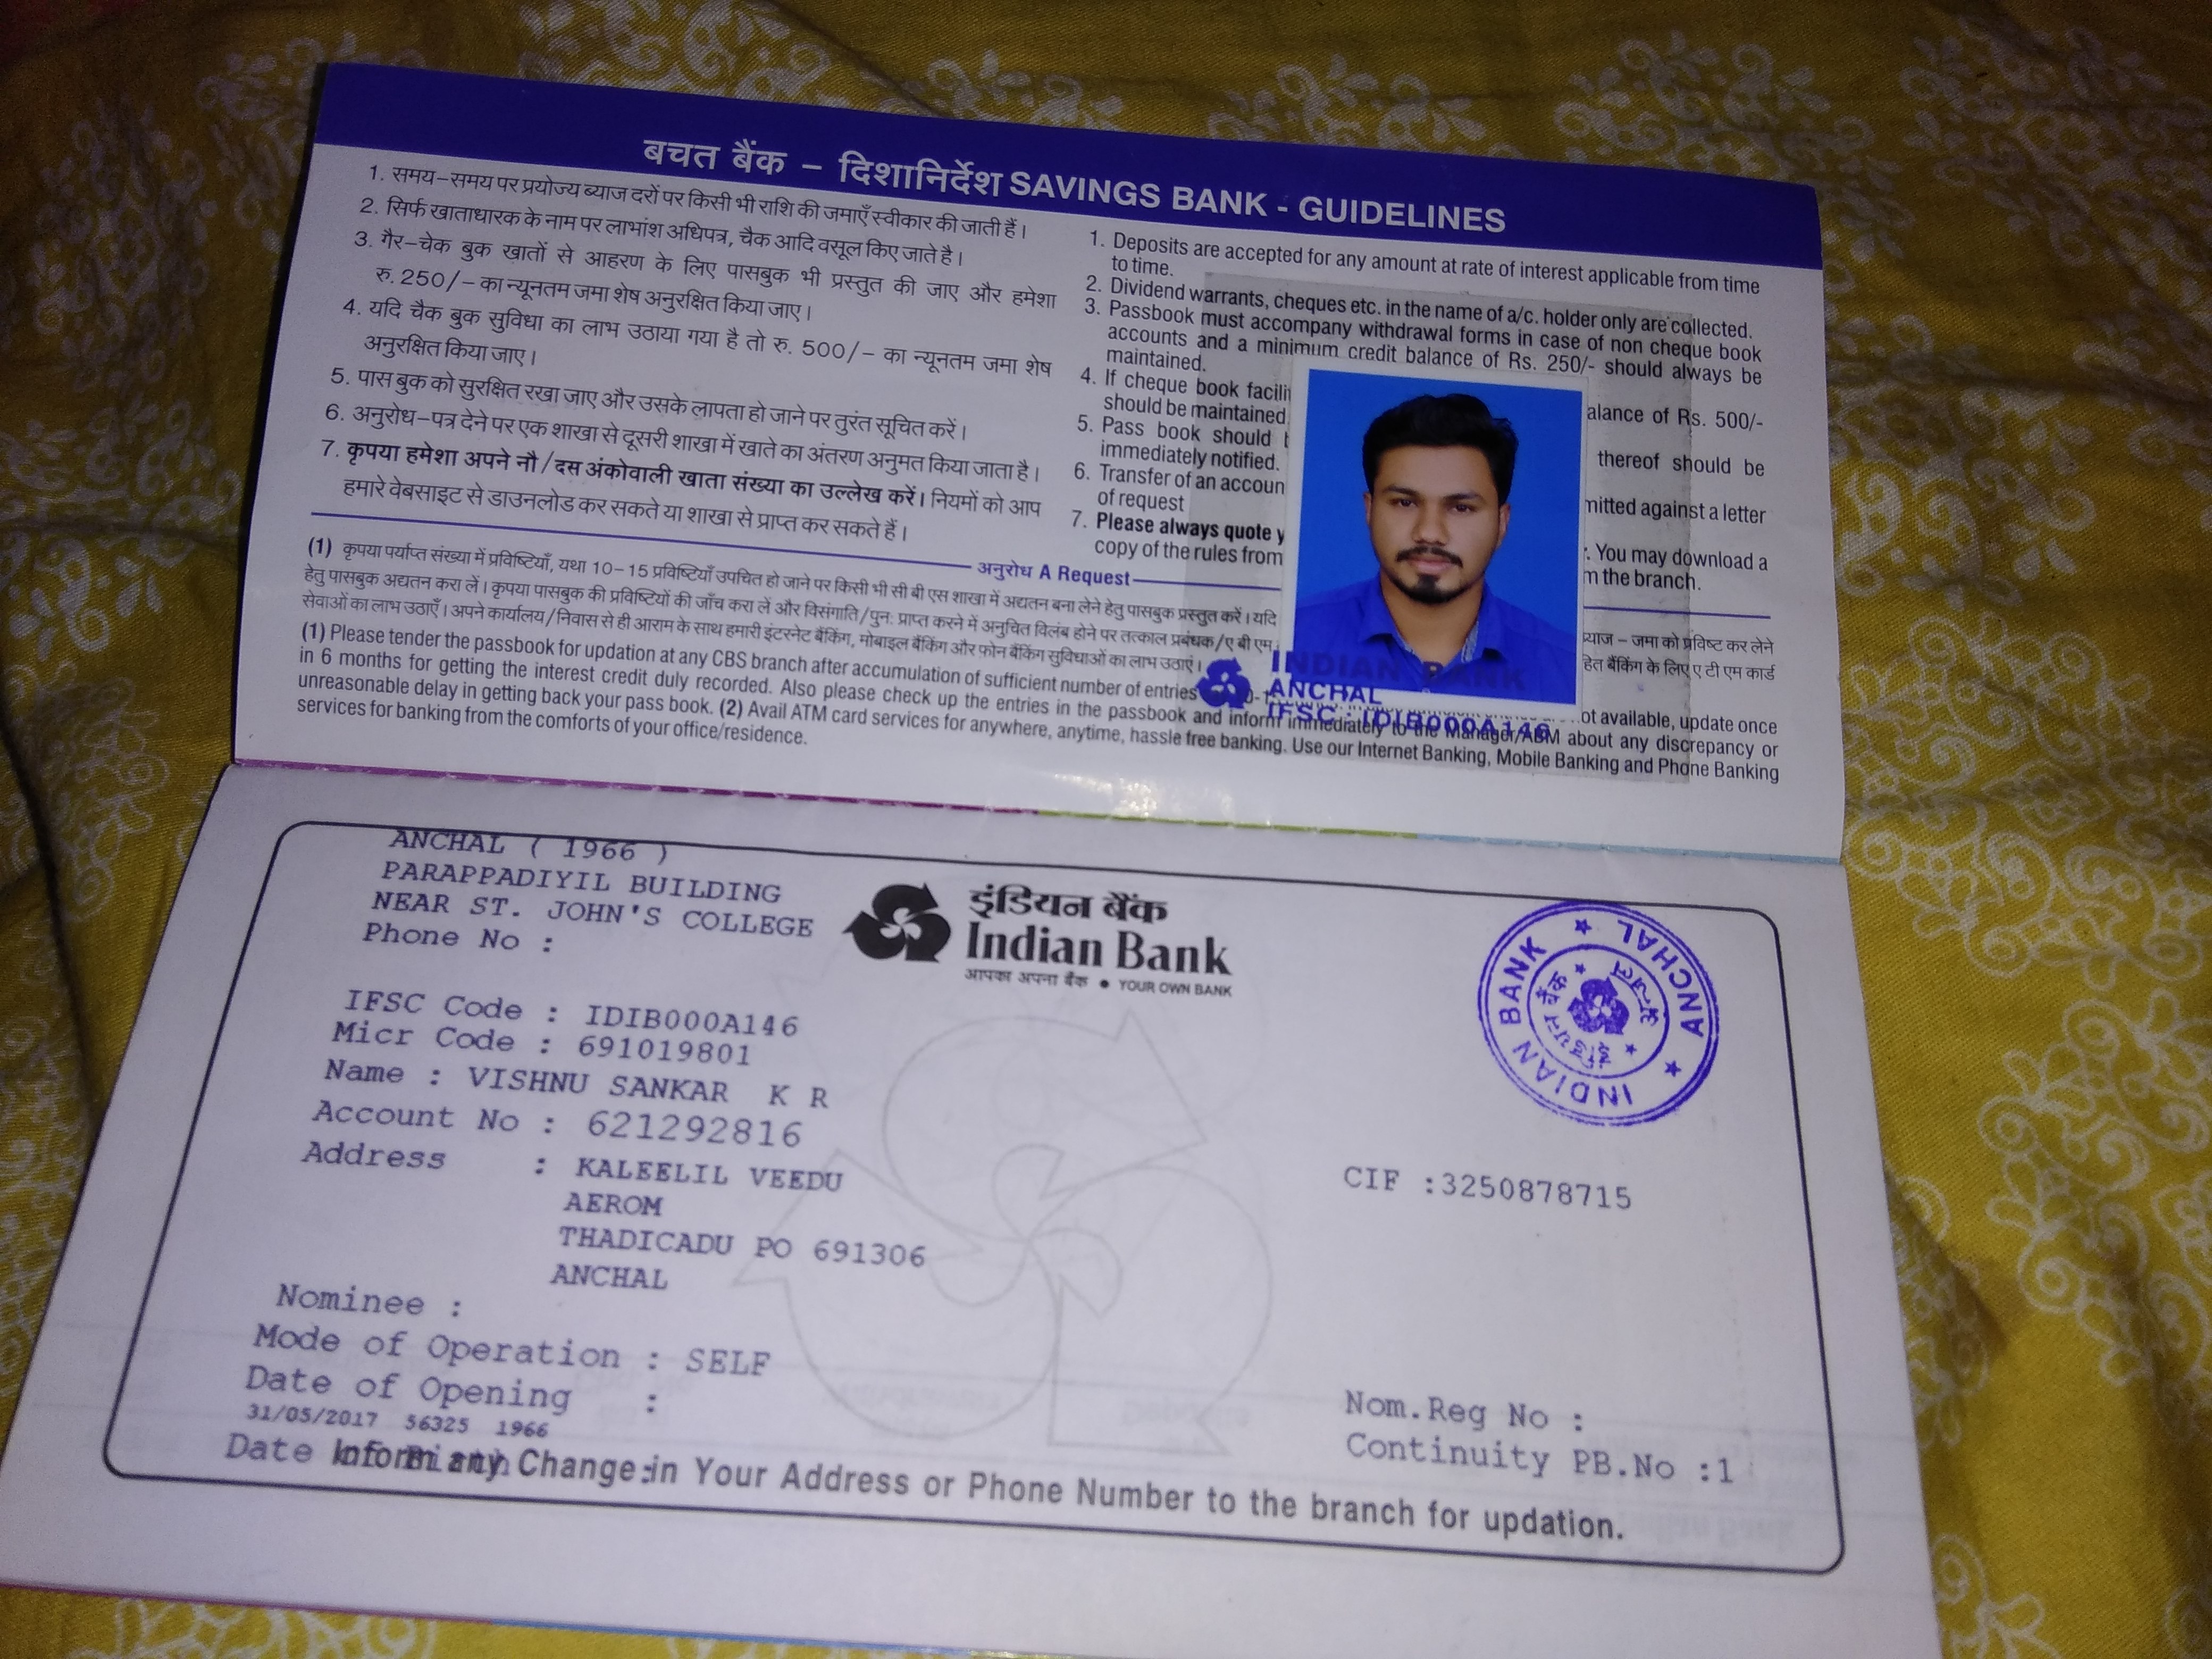 बचत बैंक – दिशानिर्देश SAVINGS BANK - GUIDELINES
1. समय–समय पर प्रयोज्य ब्याज दरों पर किसी भी राशि की जमाएँ स्वीकार की जाती हैं।
2. सिर्फ खाताधारक के नाम पर लाभांश अधिपत्र, चैक आदि वसूल किए जाते है।
3. गैर–चेक बुक खातों से आहरण के लिए पासबुक भी प्रस्तुत की जाए और हमेशा
रु. 250/– का न्यूनतम जमा शेष अनुरक्षित किया जाए।
4. यदि चैक बुक सुविधा का लाभ उठाया गया है तो रु. 500/– का न्यूनतम जमा शेष
अनुरक्षित किया जाए।
5. पास बुक को सुरक्षित रखा जाए और उसके लापता हो जाने पर तुरंत सूचित करें।
6. अनुरोध–पत्र देने पर एक शाखा से दूसरी शाखा में खाते का अंतरण अनुमत किया जाता है।
7. कृपया हमेशा अपने नौ/दस अंकोवाली खाता संख्या का उल्लेख करें। नियमों को आप
हमारे वेबसाइट से डाउनलोड कर सकते या शाखा से प्राप्त कर सकते हैं।
1. Deposits are accepted for any amount at rate of interest applicable from time
to time.
2. Dividend warrants, cheques etc. in the name of a/c. holder only are collected.
3. Passbook must accompany withdrawal forms in case of non cheque book
accounts and a minimum credit balance of Rs. 250/- should always be
maintained.
4. If cheque book alance of Rs. 500/-
should be maintained
5. Pass book should thereof should be
immediately notified.
6. Transfer of an accoun mitted against a letter
of request
7. Please always quote y . You may download a
copy of the rules from m the branch.
अनुरोध A Request
(1) कृपया पर्याप्त संख्या में प्रविष्टियाँ, यथा 10–15 प्रविष्टियाँ उपचित हो जाने पर किसी भी सी बी एस शाखा में अद्यतन बना लेने हेतु पासबुक प्रस्तुत करें। यदि ब्याज – जमा को प्रविष्ट कर लेने
हेतु पासबुक अद्यतन करा लें। कृपया पासबुक की प्रविष्टियों की जाँच करा लें और विसंगाति/पुन: प्राप्त करने में अनुचित विलंब होने पर तत्काल प्रबंधक/ए बी एम हित बैंकिंग के लिए ए टी एम कार्ड
सेवाओं का लाभ उठाएँ। अपने कार्यालय/निवास से ही आराम के साथ हमारी इंटरनेट बैंकिंग, मोबाइल बैंकिंग और फोन बैंकिंग सुविधाओं का लाभ उठाएं।
(1) Please tender the passbook for updation at any CBS branch after accumulation of sufficient number of entries ot available, update once
in 6 months for getting the interest credit duly recorded. Also please check up the entries in the passbook and inform immediately to the Manager/ABM about any discrepancy or
unreasonable delay in getting back your pass book. (2) Avail ATM card services for anywhere, anytime, hassle free banking. Use our Internet Banking, Mobile Banking and Phone Banking
services for banking from the comforts of your office/residence.
INDIAN BANK
ANCHAL
IFSC : IDIB000A146
ANCHAL ( 1966 )
PARAPPADIYIL BUILDING
NEAR ST. JOHN'S COLLEGE
Phone No :
इंडियन बैंक
Indian Bank
आपका अपना बैंक • YOUR OWN BANK
INDIAN BANK ★ ANCHAL ★
इंडियन बैंक ★ अंचल ★
IFSC Code : IDIB000A146
Micr Code : 691019801
Name : VISHNU SANKAR K R
Account No : 621292816
Address : KALEELIL VEEDU
AEROM
THADICADU PO 691306
ANCHAL
CIF :3250878715
Nominee :
Mode of Operation : SELF
Date of Opening :
31/05/2017 56325 1966
Date of Birth :
Nom.Reg No :
Continuity PB.No :1
Inform any Change in Your Address or Phone Number to the branch for updation.